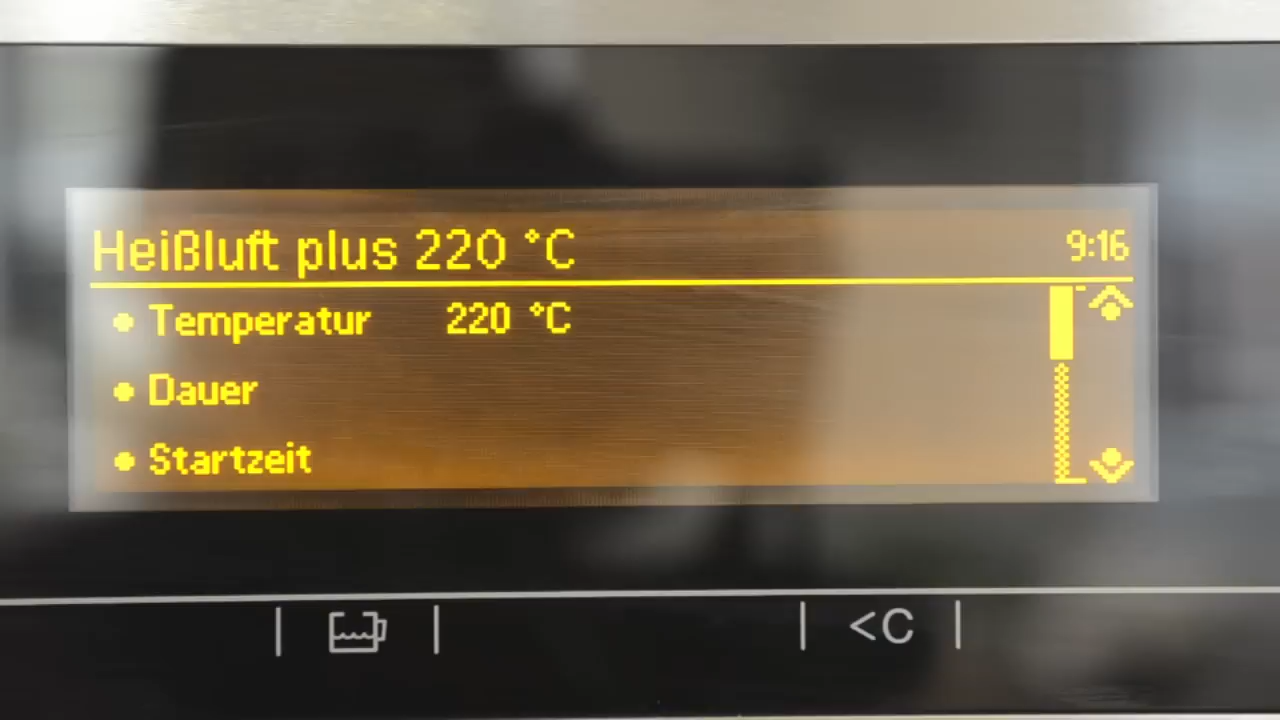 Heißluft plus 220 °C 9:16
• Temperatur 220 °C
• Dauer
• Startzeit
<C